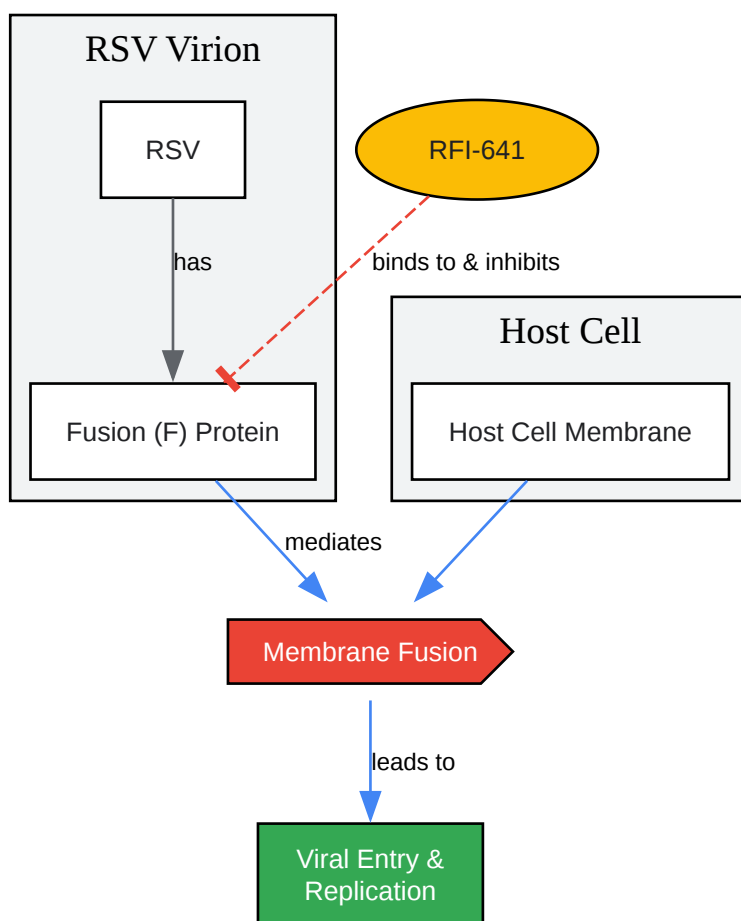 RSV Virion
RSV
RFI-641
has
binds to & inhibits
Host Cell
Fusion (F) Protein
Host Cell Membrane
mediates
Membrane Fusion
leads to
Viral Entry &
Replication